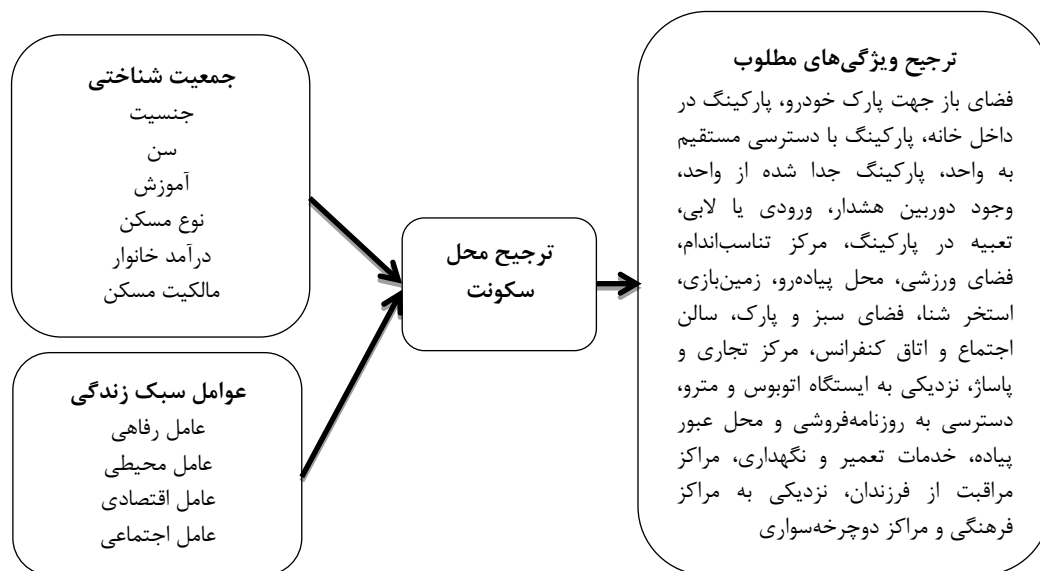 جمعیت شناختی
جنسیت
سن
آموزش
نوع مسکن
درآمد خانوار
مالکیت مسکن
عوامل سبک زندگی
عامل رفاهی
عامل محیطی
عامل اقتصادی
عامل اجتماعی
ترجیح محل
سکونت
ترجیح ویژگی‌های مطلوب
فضای باز جهت پارک خودرو، پارکینگ در
داخل خانه، پارکینگ با دسترسی مستقیم
به واحد، پارکینگ جدا شده از واحد،
وجود دوربین هشدار، ورودی یا لابی،
تعبیه در پارکینگ، مرکز تناسب‌اندام،
فضای ورزشی، محل پیاده‌رو، زمین‌بازی،
استخر شنا، فضای سبز و پارک، سالن
اجتماع و اتاق کنفرانس، مرکز تجاری و
پاساژ، نزدیکی به ایستگاه اتوبوس و مترو،
دسترسی به روزنامه‌فروشی و محل عبور
پیاده، خدمات تعمیر و نگهداری، مراکز
مراقبت از فرزندان، نزدیکی به مراکز
فرهنگی و مراکز دوچرخه‌سواری